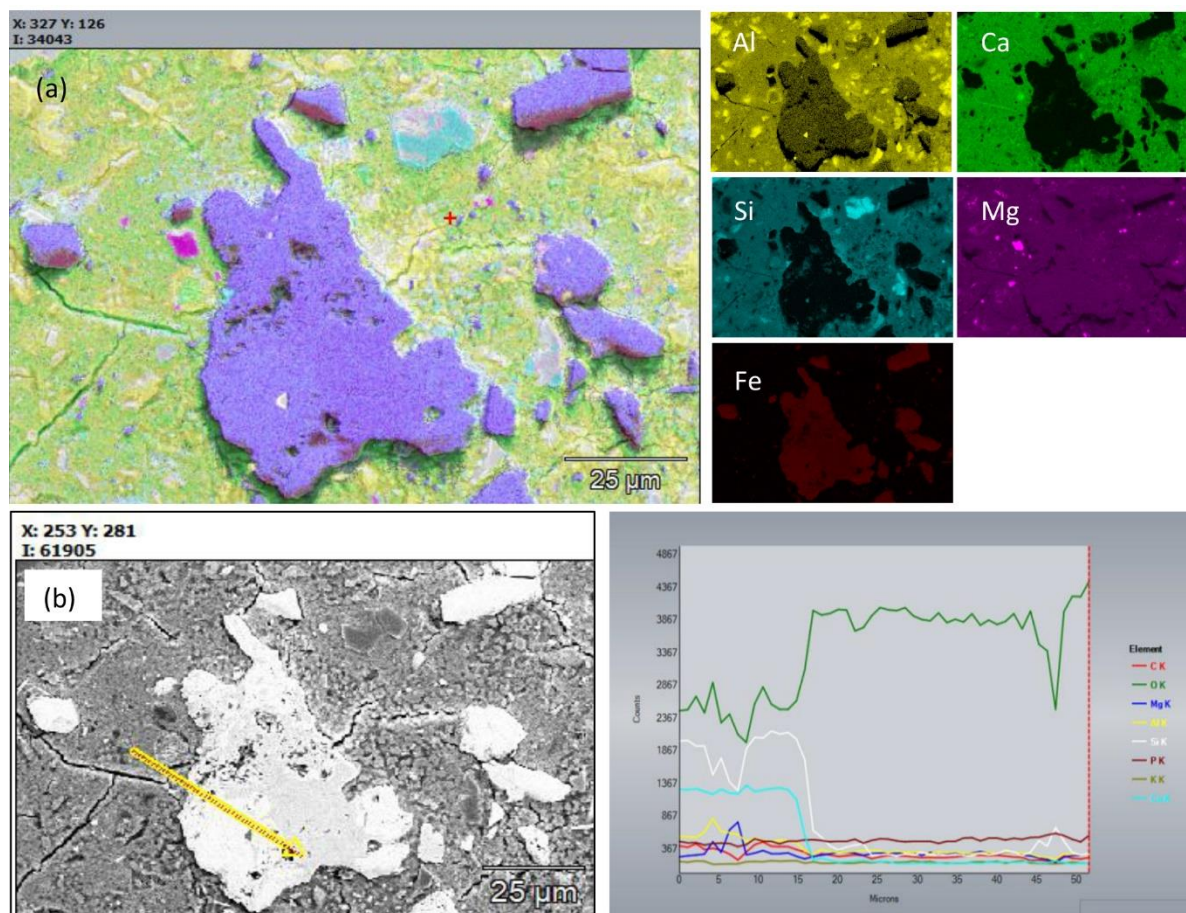 X: 327 Y: 126
I: 34043
(a)
25 µm
Al
Ca
Si
Mg
Fe
X: 253 Y: 281
I: 61905
(b)
25 µm
4867
4367
3867
3367
2867
2367
1867
1367
867
367
Counts
0 5 10 15 20 25 30 35 40 45 50
Microns
Element
C K
O K
Mg K
Al K
Si K
P K
K K
Ca K